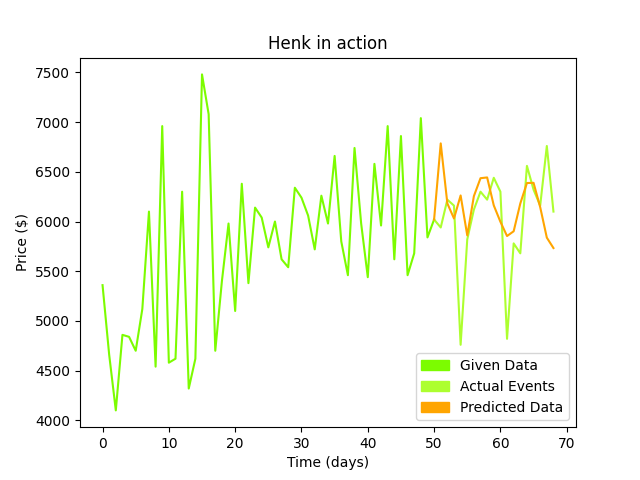 Henk in action
Price ($)
7500
7000
6500
6000
5500
5000
4500
4000
0 10 20 30 40 50 60 70
Time (days)
Given Data
Actual Events
Predicted Data